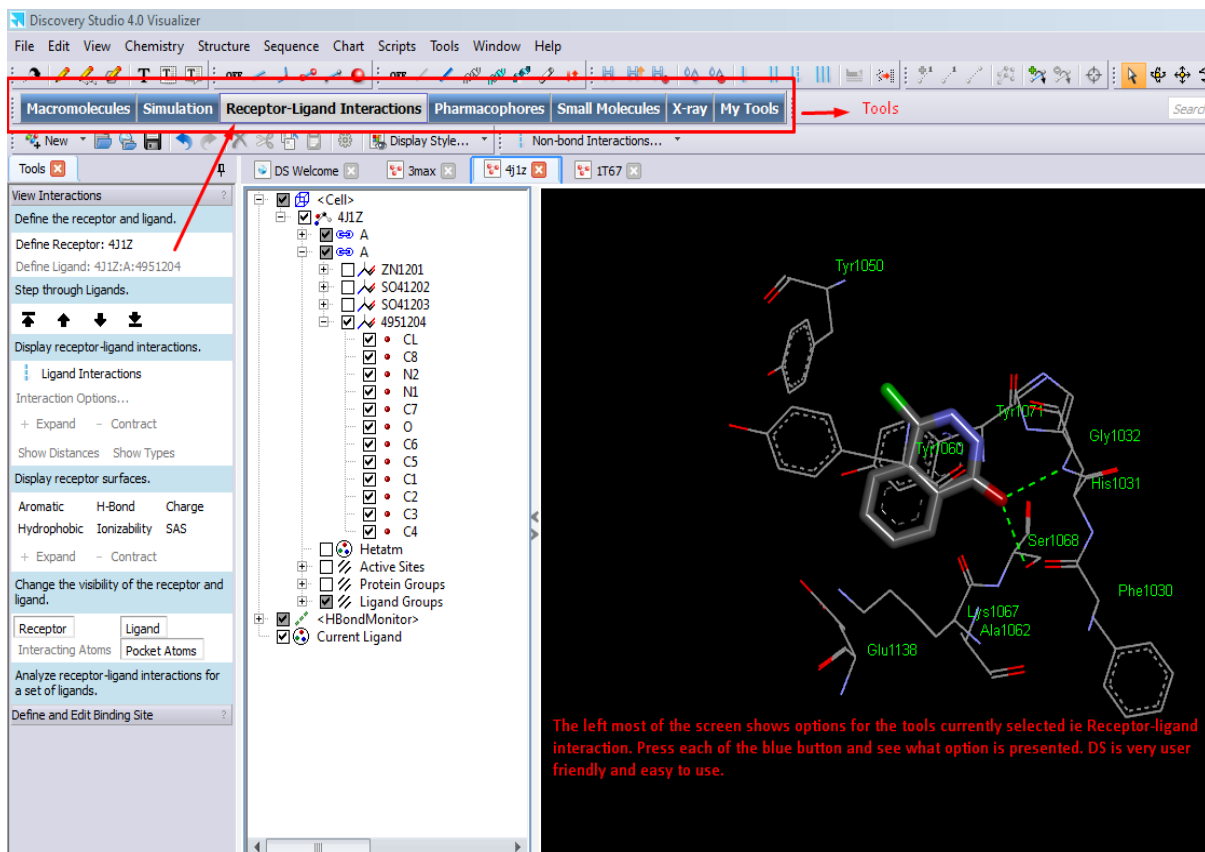 Discovery Studio 4.0 Visualizer
File Edit View Chemistry Structure Sequence Chart Scripts Tools Window Help
T T T OFF OFF
Macromolecules Simulation Receptor-Ligand Interactions Pharmacophores Small Molecules X-ray My Tools Tools Search
New Display Style... Non-bond Interactions...
Tools DS Welcome 3max 4j1z 1T67
View Interactions ?
Define the receptor and ligand.
Define Receptor: 4J1Z
Define Ligand: 4J1Z:A:4951204
Step through Ligands.
Display receptor-ligand interactions.
Ligand Interactions
Interaction Options...
+ Expand - Contract
Show Distances Show Types
Display receptor surfaces.
Aromatic H-Bond Charge
Hydrophobic Ionizability SAS
+ Expand - Contract
Change the visibility of the receptor and
ligand.
Receptor Ligand
Interacting Atoms Pocket Atoms
Analyze receptor-ligand interactions for
a set of ligands.
Define and Edit Binding Site ?
<Cell>
4J1Z
A
A
ZN1201
SO41202
SO41203
4951204
CL
C8
N2
N1
C7
O
C6
C5
C1
C2
C3
C4
Hetatm
Active Sites
Protein Groups
Ligand Groups
<HBondMonitor>
Current Ligand
Tyr1050
Tyr1071
Gly1032
Tyr1060
His1031
Ser1068
Phe1030
Lys1067
Ala1062
Glu1138
The left most of the screen shows options for the tools currently selected ie Receptor-ligand
interaction. Press each of the blue button and see what option is presented. DS is very user
friendly and easy to use.